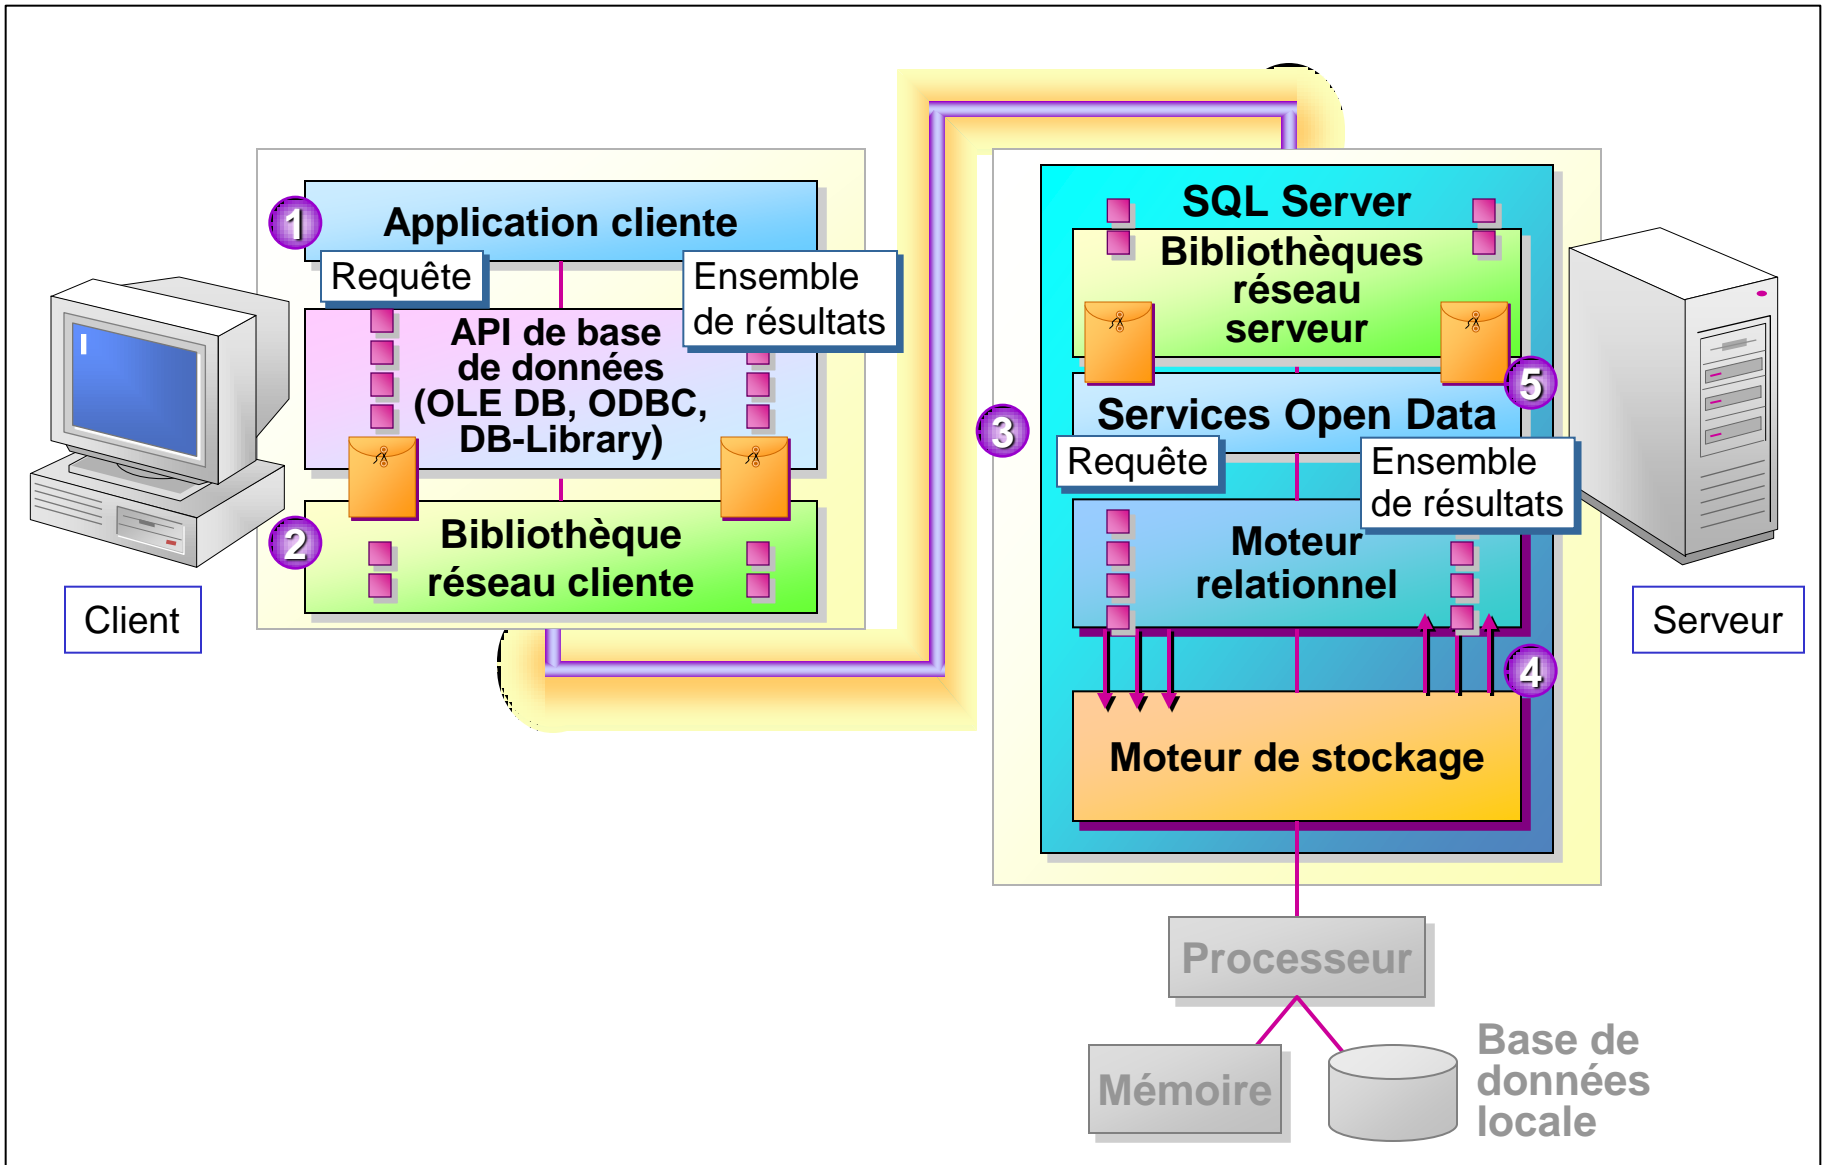 1
Application cliente
Requête
Ensemble
de résultats
API de base
de données
(OLE DB, ODBC,
DB-Library)
2
Bibliothèque
réseau cliente
Client
3
SQL Server
Bibliothèques
réseau
serveur
5
Services Open Data
Requête
Ensemble
de résultats
Moteur
relationnel
4
Moteur de stockage
Serveur
Processeur
Mémoire
Base de
données
locale